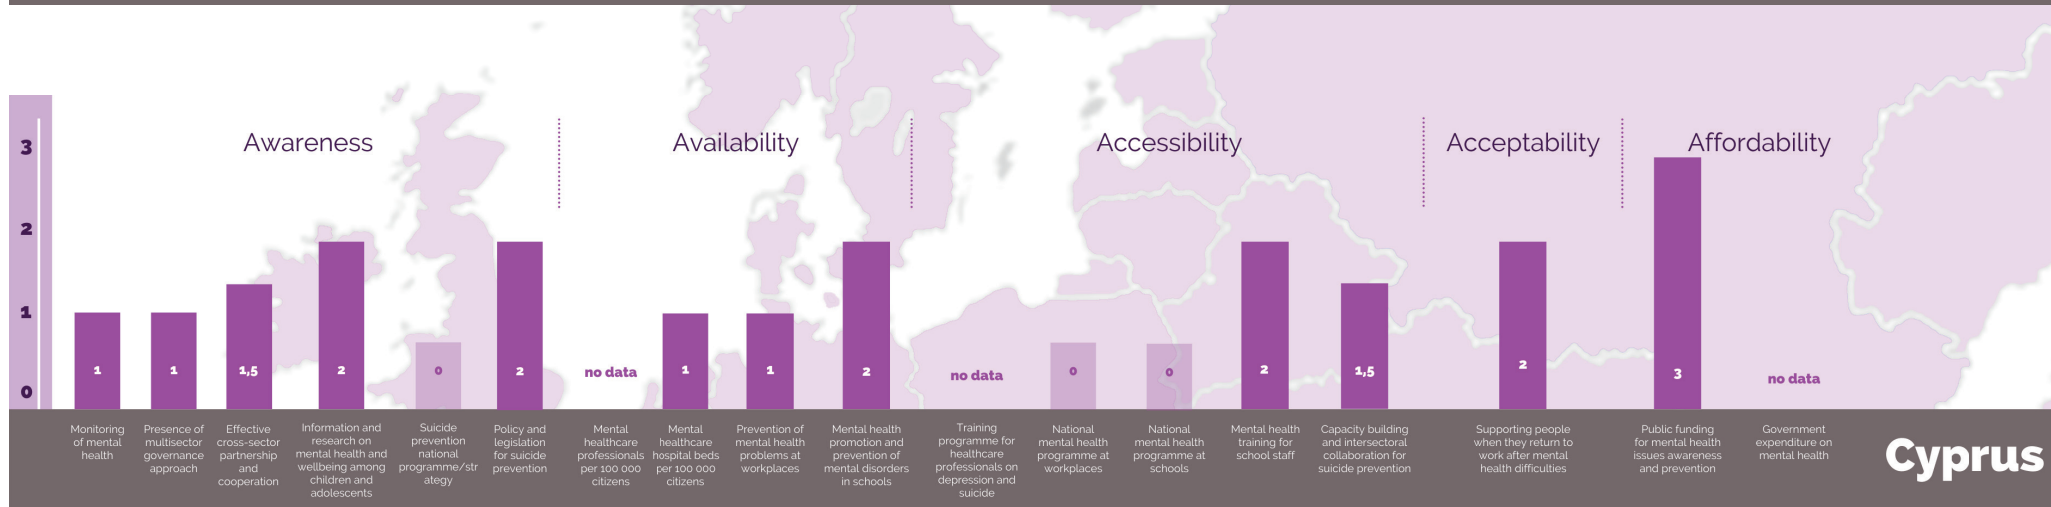 Awareness
Availability
Accessibility
Acceptability
Affordability
3
2
1
0
1
1
1,5
2
0
2
no data
1
1
2
no data
0
0
2
1,5
2
3
no data
Monitoring
of mental
health
Presence of
multisector
governance
approach
Effective
cross-sector
partnership
and
cooperation
Information and
research on
mental health and
wellbeing among
children and
adolescents
Suicide
prevention
national
programme/str
ategy
Policy and
legislation
for suicide
prevention
Mental
healthcare
professionals
per 100 000
citizens
Mental
healthcare
hospital beds
per 100 000
citizens
Prevention of
mental health
problems at
workplaces
Mental health
promotion and
prevention of
mental disorders
in schools
Training
programme for
healthcare
professionals on
depression and
suicide
National
mental health
programme at
workplaces
National
mental health
programme at
schools
Mental health
training for
school staff
Capacity building
and intersectoral
collaboration for
suicide prevention
Supporting people
when they return to
work after mental
health difficulties
Public funding
for mental health
issues awareness
and prevention
Government
expenditure on
mental health
Cyprus